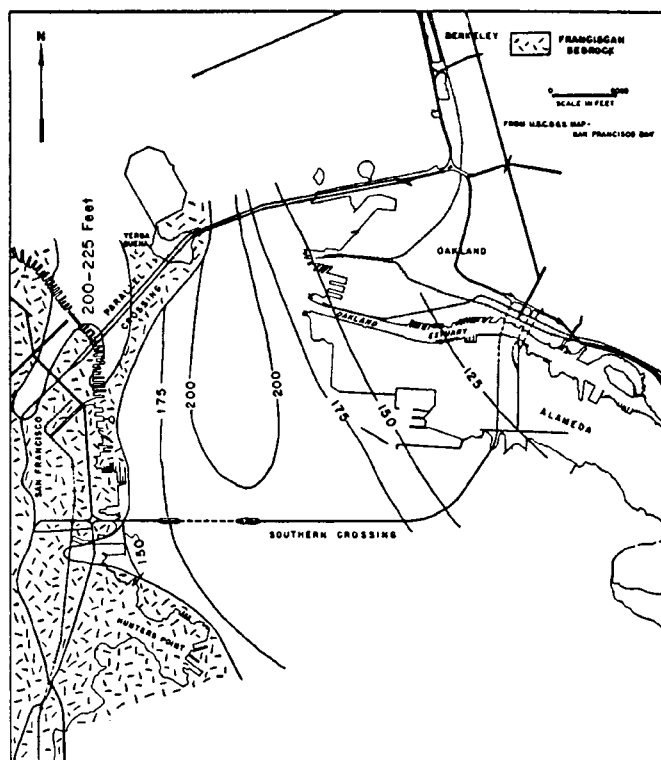 N
BERKELEY
FRANCISCAN
BEDROCK
SCALE IN FEET
FROM U.S.C.& G.S. MAP -
SAN FRANCISCO BAY
YERBA
BUENA
200-225 Feet
PARALLEL
CROSSING
OAKLAND
OAKLAND
ESTUARY
175
200
200
175
150
125
ALAMEDA
SAN FRANCISCO
SOUTHERN CROSSING
150
HUNTERS POINT